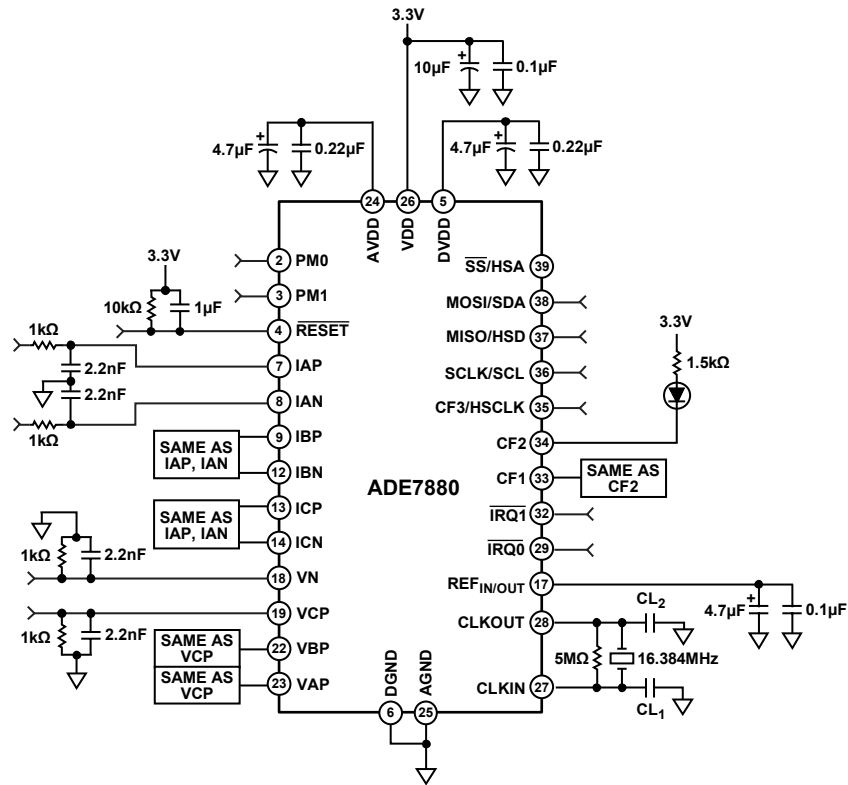 3.3V
10µF
+
0.1µF
4.7µF
+
0.22µF
4.7µF
+
0.22µF
24
26
5
AVDD
VDD
DVDD
3.3V
10kΩ
1µF
2
PM0
3
PM1
4
RESET
1kΩ
7
IAP
2.2nF
2.2nF
8
IAN
1kΩ
9
IBP
SAME AS
IAP, IAN
12
IBN
13
ICP
SAME AS
IAP, IAN
14
ICN
1kΩ
2.2nF
18
VN
19
VCP
1kΩ
2.2nF
SAME AS
VCP
22
VBP
SAME AS
VCP
23
VAP
ADE7880
SS/HSA
39
MOSI/SDA
38
MISO/HSD
37
SCLK/SCL
36
CF3/HSCLK
35
3.3V
1.5kΩ
CF2
34
CF1
33
SAME AS
CF2
IRQ1
32
IRQ0
29
REFIN/OUT
17
4.7µF
+
0.1µF
CLKOUT
28
CL2
5MΩ
16.384MHz
CLKIN
27
CL1
DGND
AGND
6
25